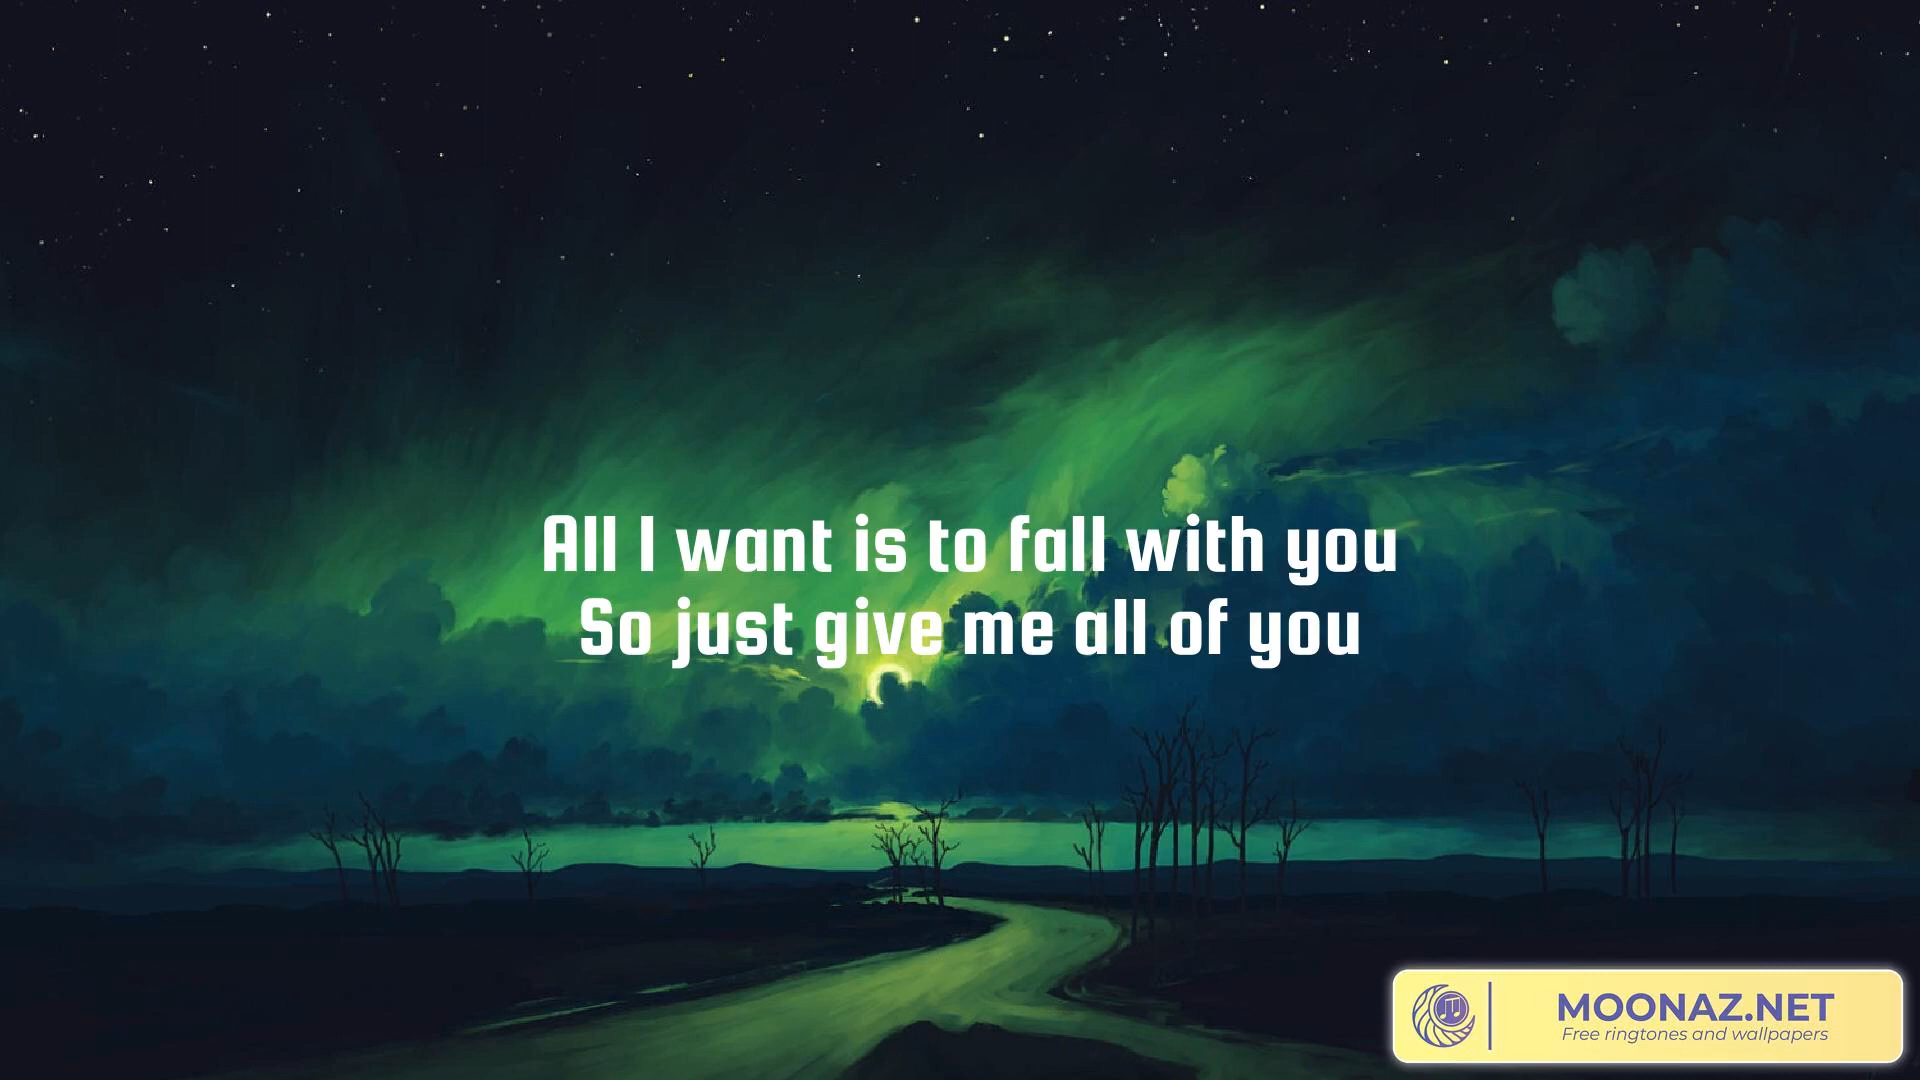 All I want is to fall with you
So just give me all of you
MOONAZ.NET
Free ringtones and wallpapers